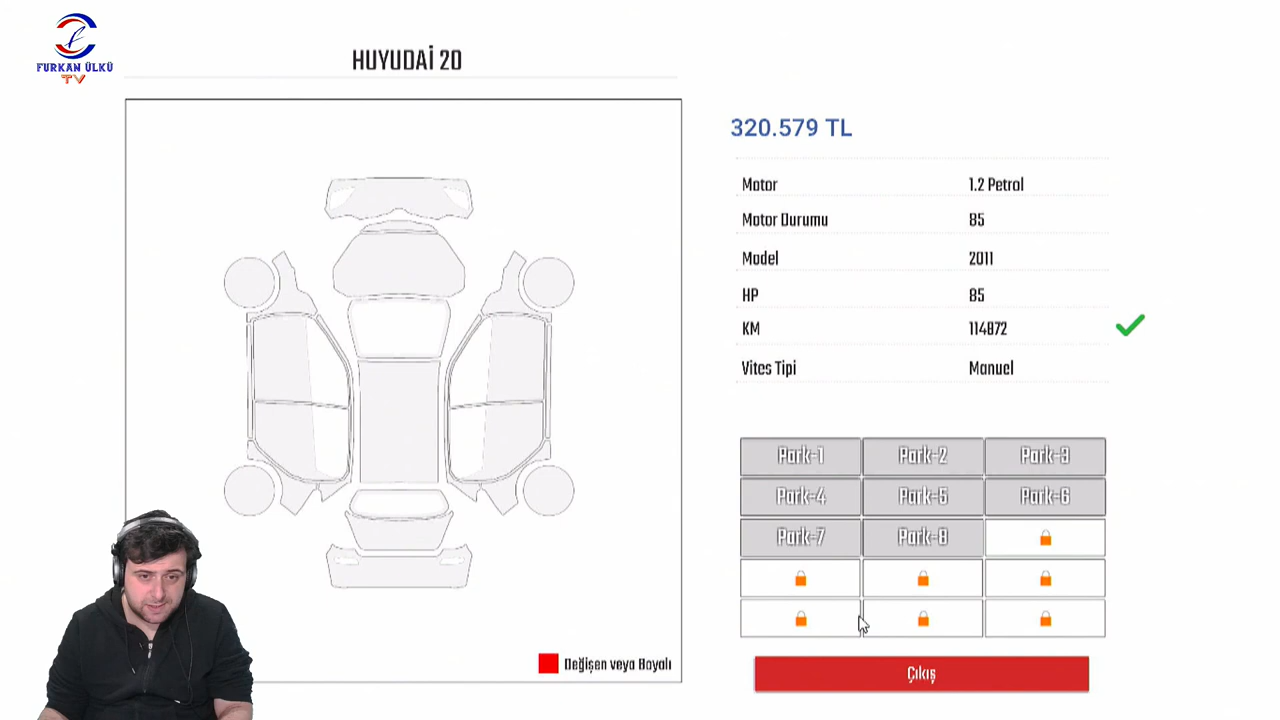 FURKAN ÜLKÜ
TV
HUYUDAİ 20
320.579 TL
Motor 1.2 Petrol
Motor Durumu 85
Model 2011
HP 85
KM 114872
Vites Tipi Manuel
Park-1 Park-2 Park-3
Park-4 Park-5 Park-6
Park-7 Park-8
Değişen veya Boyalı
Çıkış